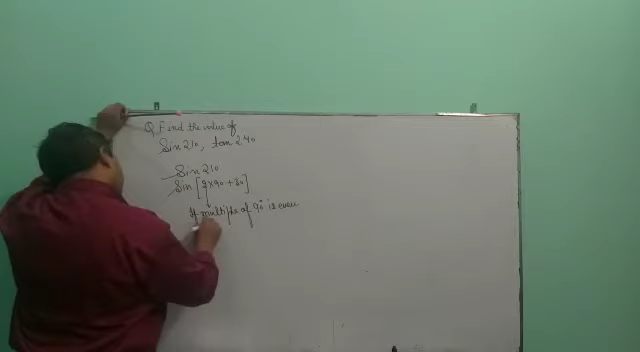 Q. Find the value of
Sin 210, tan 240
Sin 210
Sin [2×90 + 30]
If multiple of 90° is even